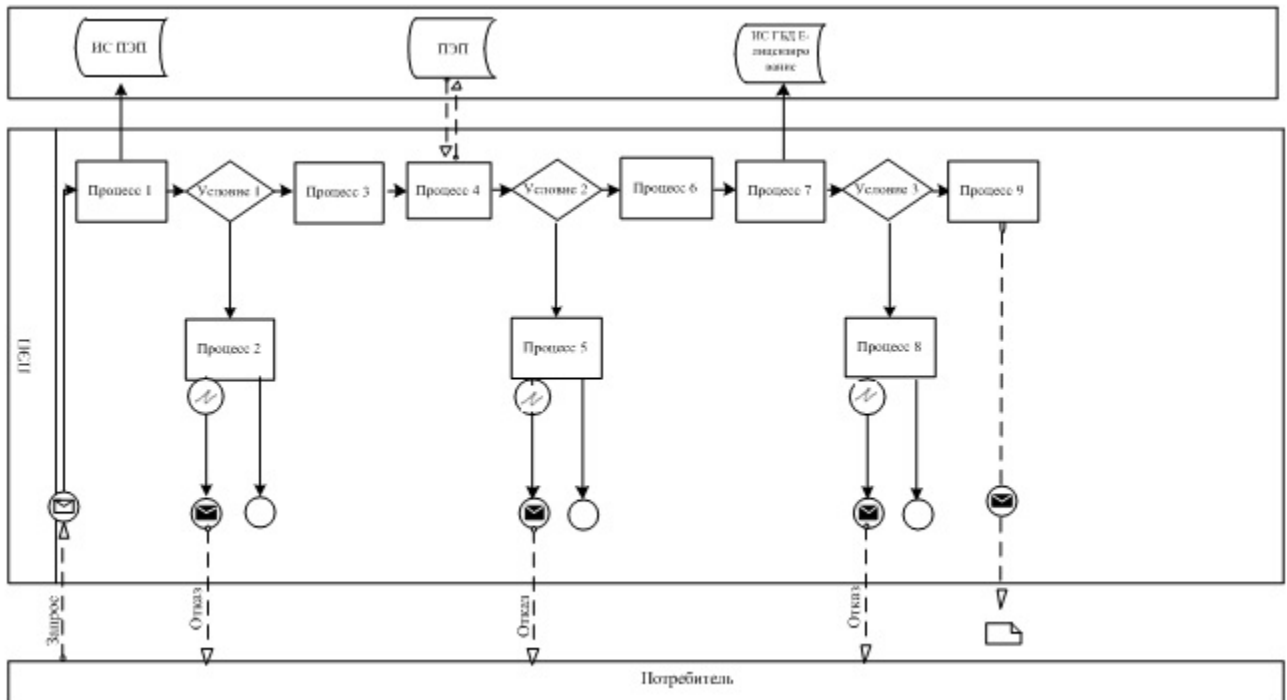 ИС ПЭП
ПЭП
ИС ГБД Е-
лицензиро
вание
Процесс 1
Условие 1
Процесс 3
Процесс 4
Условие 2
Процесс 6
Процесс 7
Условие 3
Процесс 9
ПЭП
Процесс 2
Процесс 5
Процесс 8
Запрос
Отказ
Отказ
Отказ
Потребитель